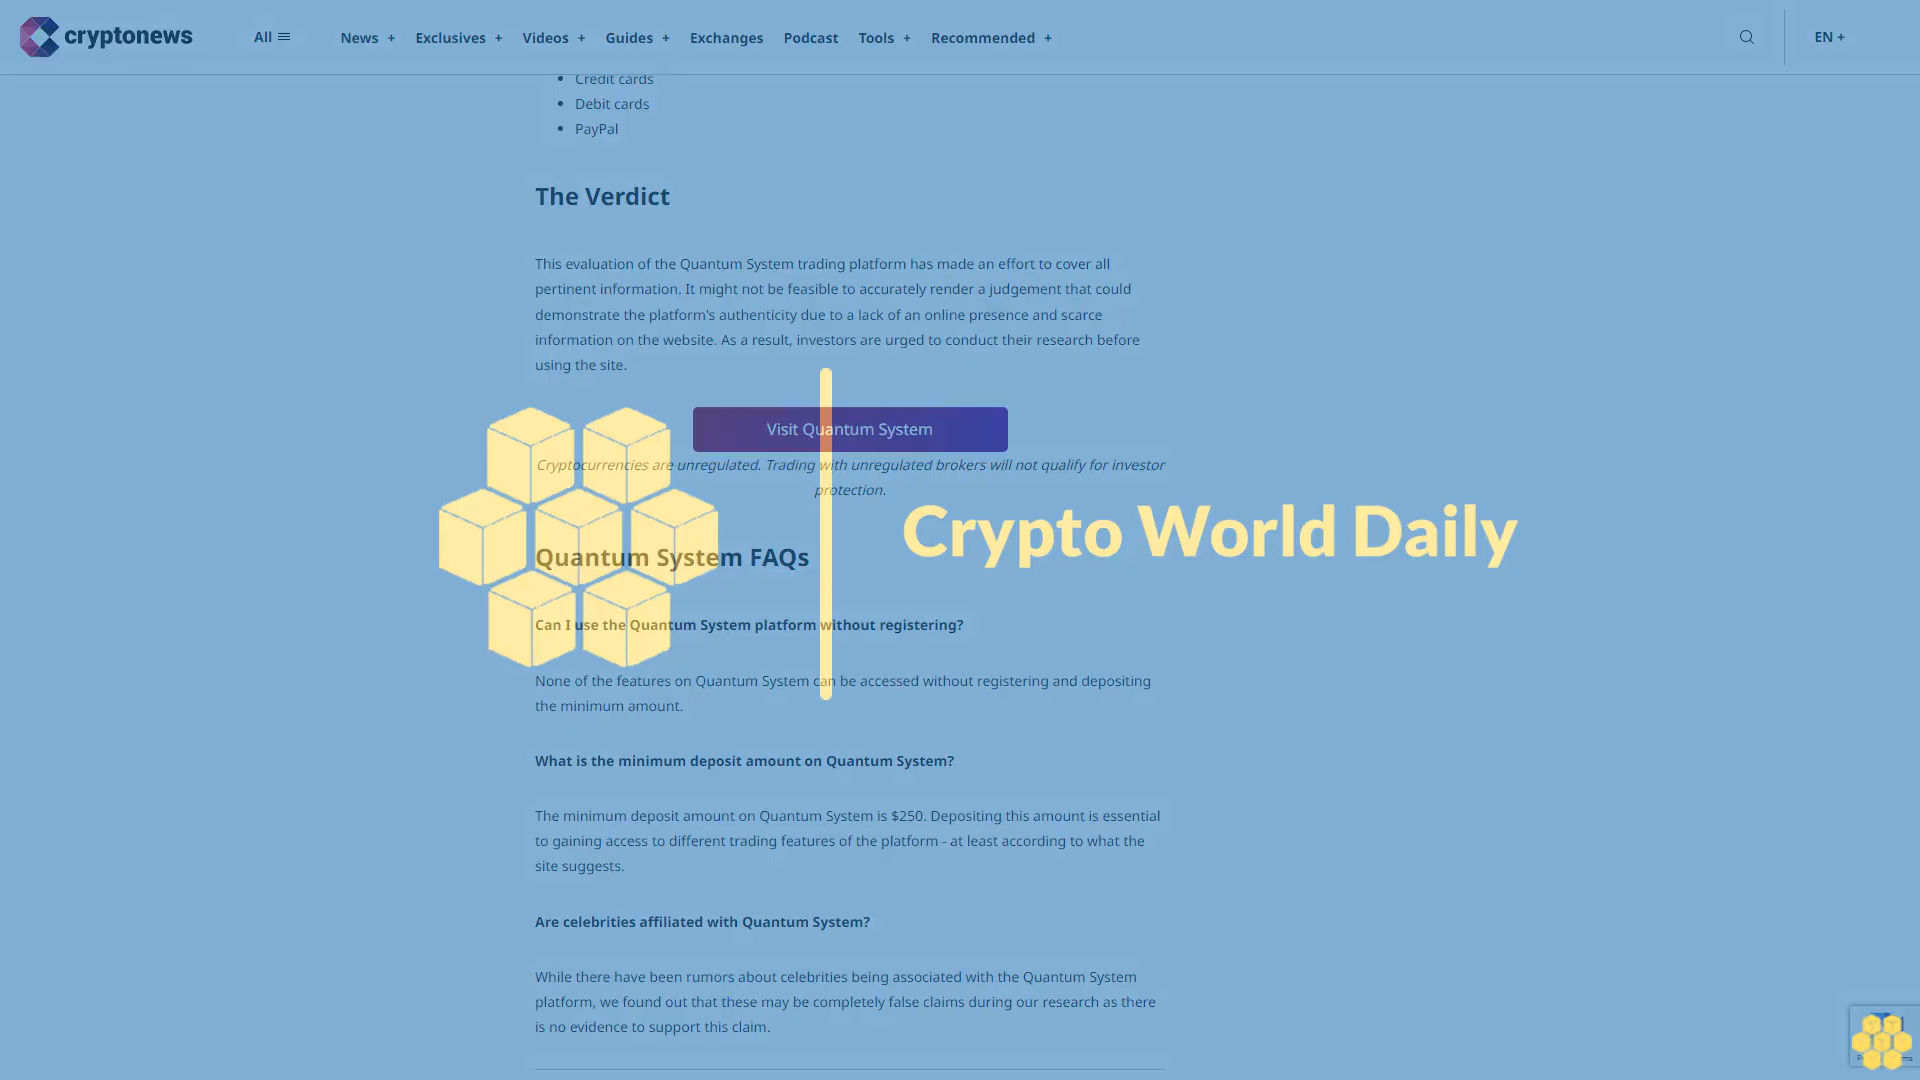 cryptonews
All
News +
Exclusives +
Videos +
Guides +
Exchanges
Podcast
Tools +
Recommended +
EN +
Credit cards
Debit cards
PayPal
The Verdict
This evaluation of the Quantum System trading platform has made an effort to cover all
pertinent information. It might not be feasible to accurately render a judgement that could
demonstrate the platform's authenticity due to a lack of an online presence and scarce
information on the website. As a result, investors are urged to conduct their research before
using the site.
Visit Quantum System
Cryptocurrencies are unregulated. Trading with unregulated brokers will not qualify for investor
protection.
Crypto World Daily
Quantum System FAQs
Can I use the Quantum System platform without registering?
None of the features on Quantum System can be accessed without registering and depositing
the minimum amount.
What is the minimum deposit amount on Quantum System?
The minimum deposit amount on Quantum System is $250. Depositing this amount is essential
to gaining access to different trading features of the platform - at least according to what the
site suggests.
Are celebrities affiliated with Quantum System?
While there have been rumors about celebrities being associated with the Quantum System
platform, we found out that these may be completely false claims during our research as there
is no evidence to support this claim.